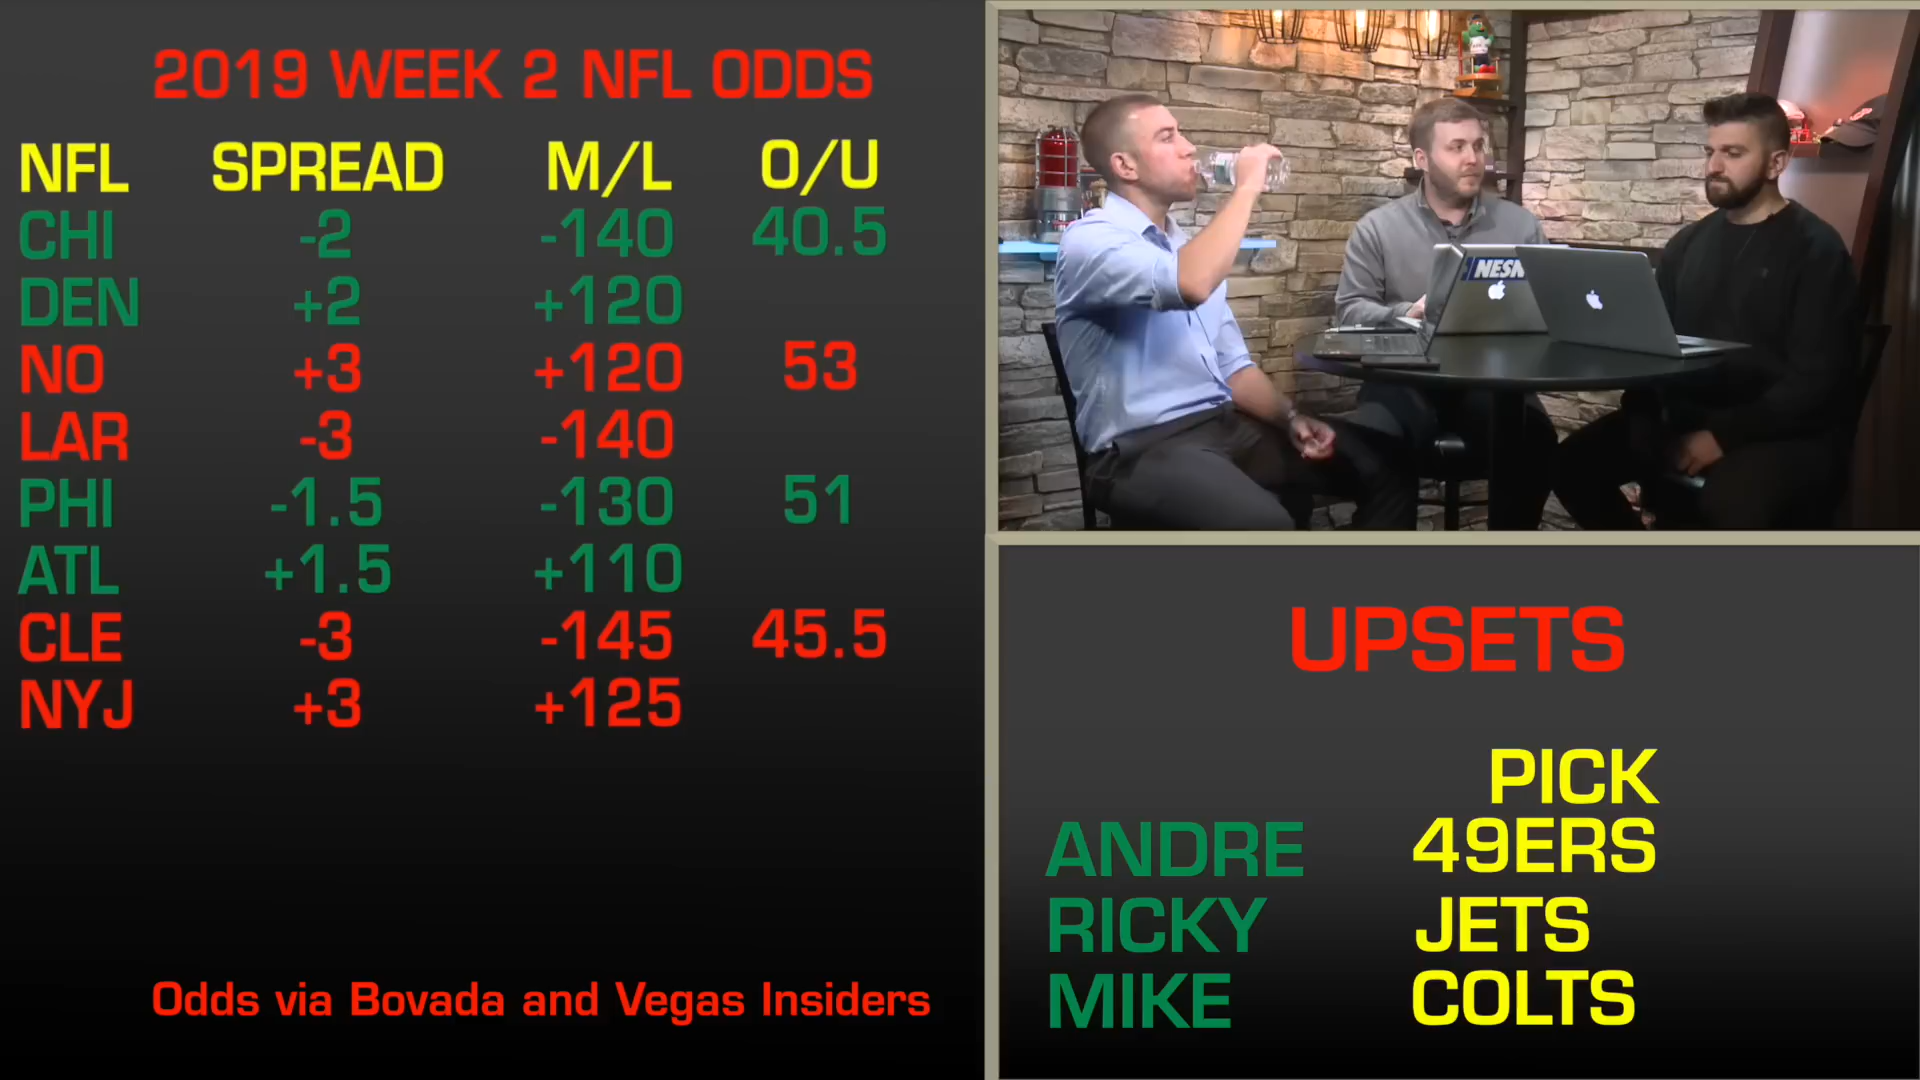 2019 WEEK 2 NFL ODDS
NFL SPREAD M/L O/U
CHI -2 -140 40.5
DEN +2 +120
NO +3 +120 53
LAR -3 -140
PHI -1.5 -130 51
ATL +1.5 +110
CLE -3 -145 45.5
NYJ +3 +125
Odds via Bovada and Vegas Insiders
NESN
UPSETS
PICK
ANDRE 49ERS
RICKY JETS
MIKE COLTS